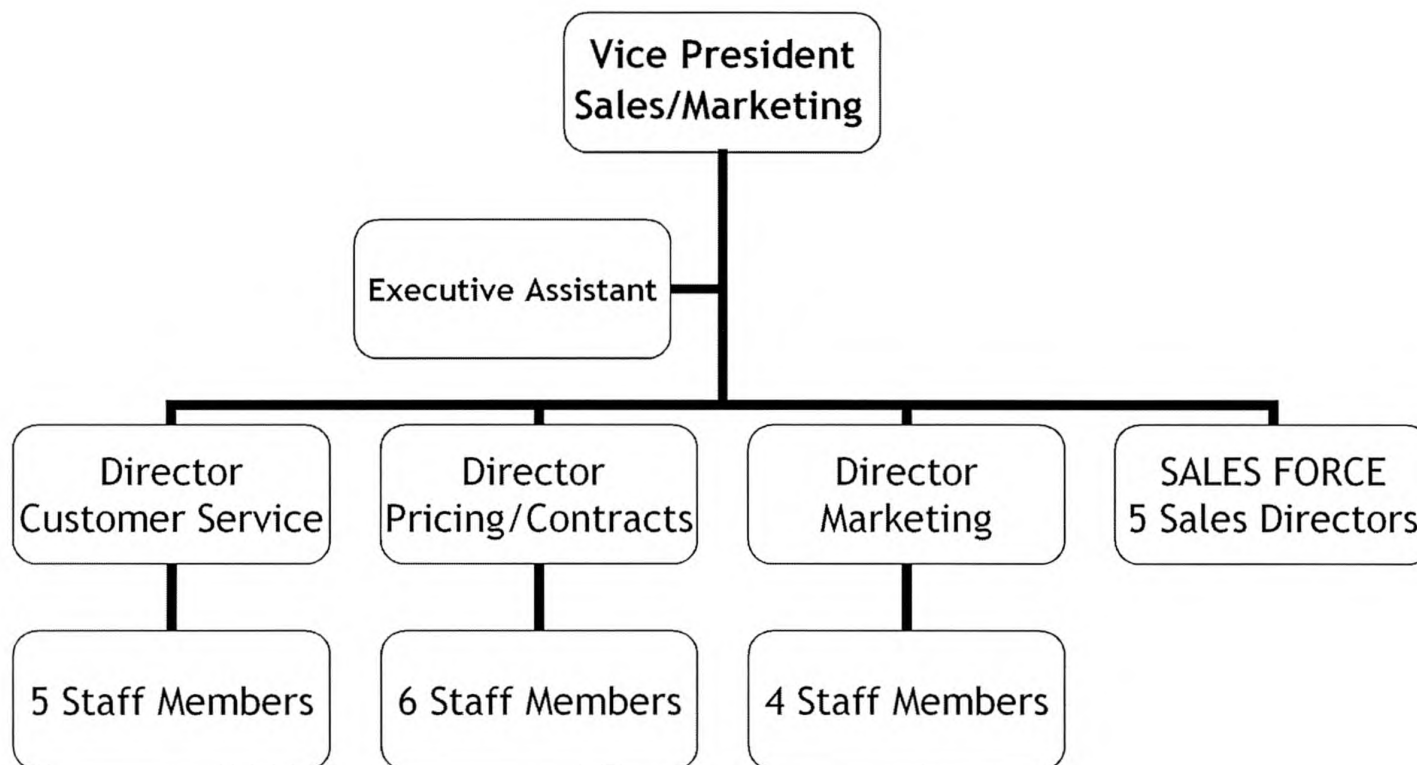 Vice President
Sales/Marketing
Executive Assistant
Director
Customer Service
Director
Pricing/Contracts
Director
Marketing
SALES FORCE
5 Sales Directors
5 Staff Members
6 Staff Members
4 Staff Members